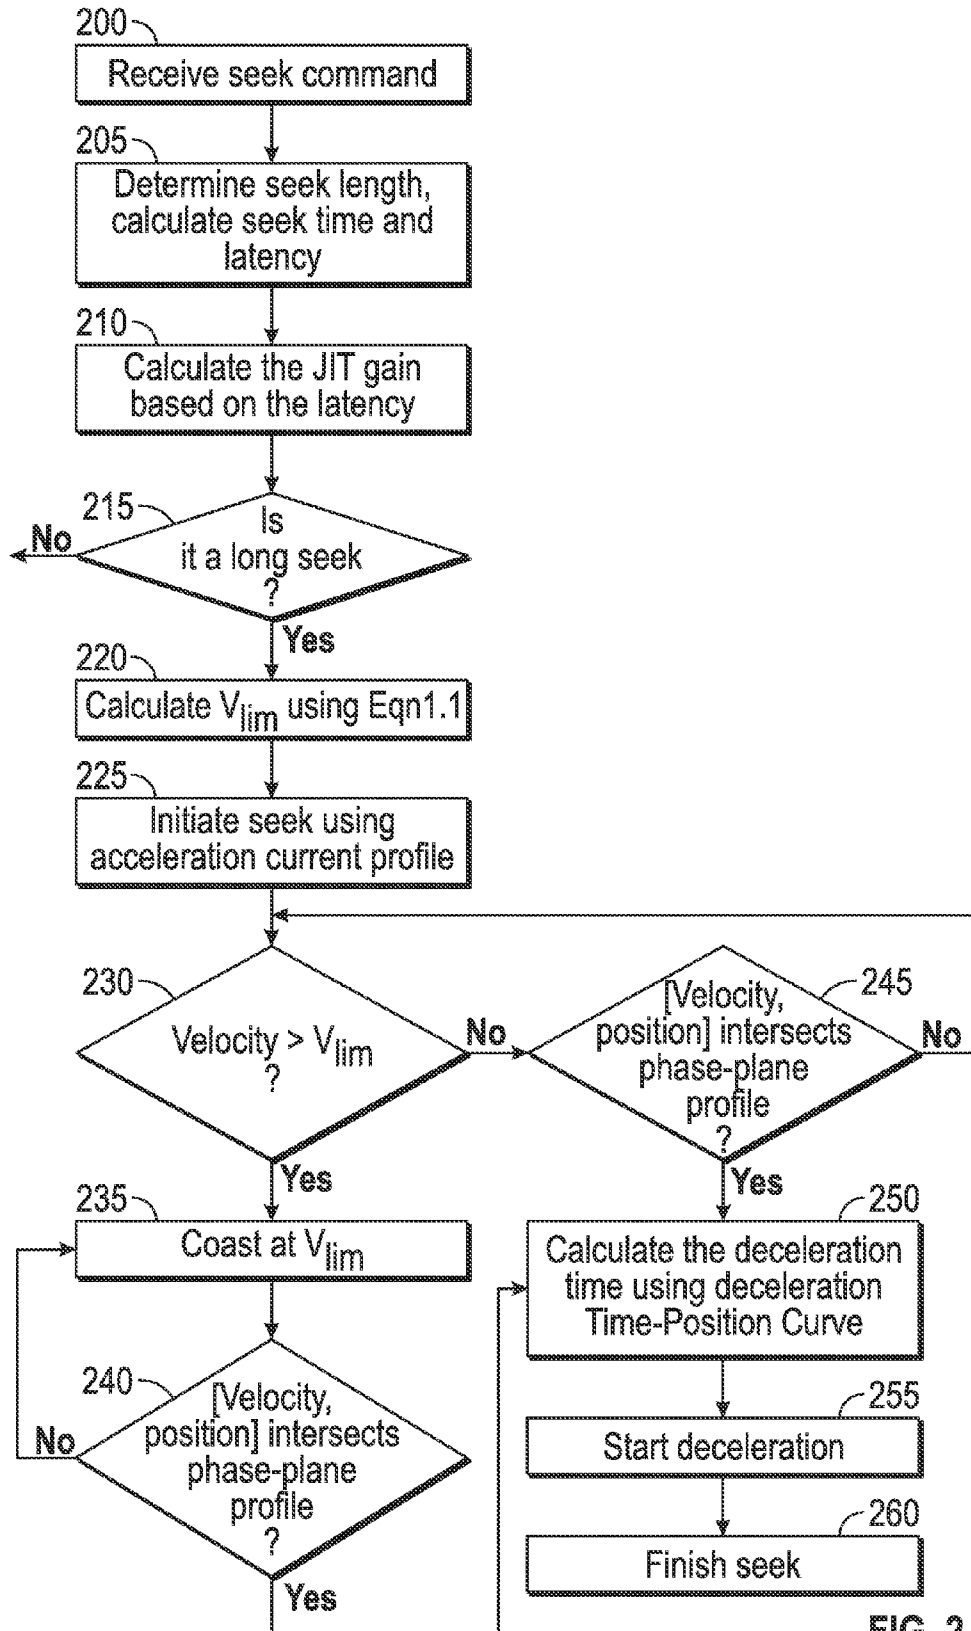 200
Receive seek command
205
Determine seek length,
calculate seek time and
latency
210
Calculate the JIT gain
based on the latency
215
Is
it a long seek
?
No
Yes
220
Calculate Vlim using Eqn1.1
225
Initiate seek using
acceleration current profile
230
Velocity > Vlim
?
No
Yes
245
[Velocity,
position] intersects
phase-plane
profile
?
No
Yes
235
Coast at Vlim
240
[Velocity,
position] intersects
phase-plane
profile
?
No
Yes
250
Calculate the deceleration
time using deceleration
Time-Position Curve
255
Start deceleration
260
Finish seek
FIG. 2